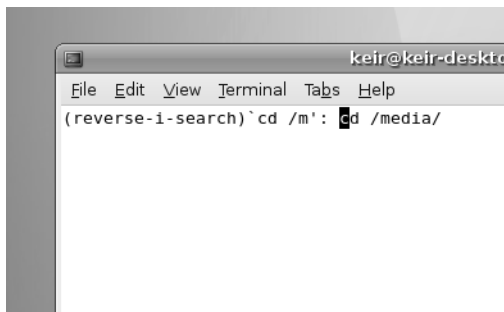 keir@keir-deskto
File Edit View Terminal Tabs Help
(reverse-i-search)`cd /m': cd /media/